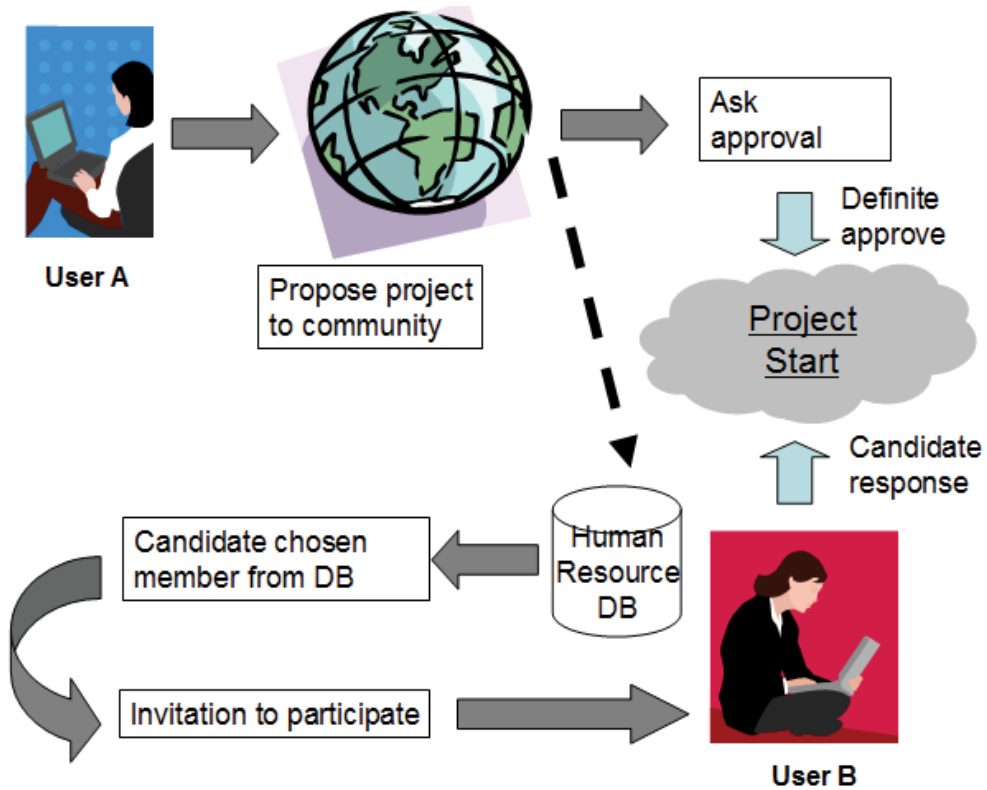 User A
Propose project
to community
Ask
approval
Definite
approve
Project
Start
Candidate
response
Human
Resource
DB
Candidate chosen
member from DB
Invitation to participate
User B